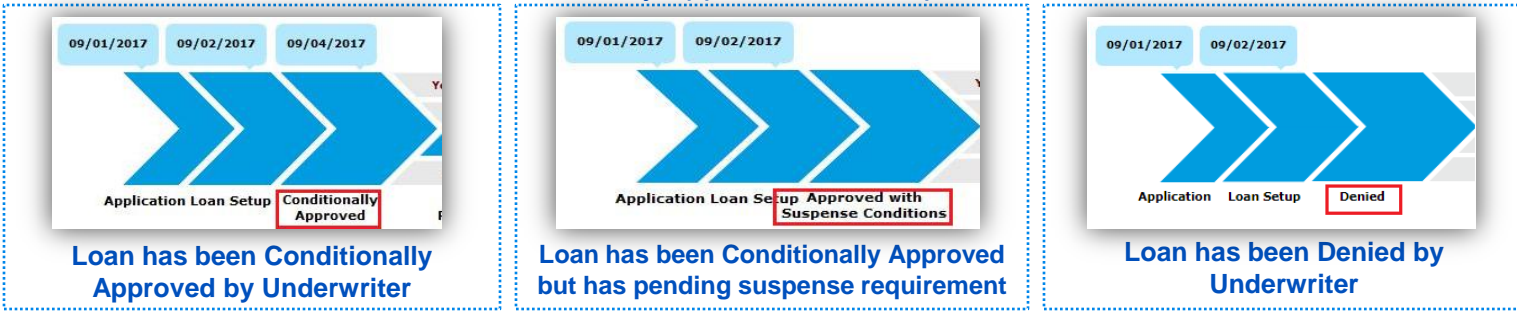 09/01/2017 09/02/2017 09/04/2017
Application Loan Setup Conditionally
Approved
Loan has been Conditionally
Approved by Underwriter
09/01/2017 09/02/2017
Application Loan Setup Approved with
Suspense Conditions
Loan has been Conditionally Approved
but has pending suspense requirement
09/01/2017 09/02/2017
Application Loan Setup Denied
Loan has been Denied by
Underwriter